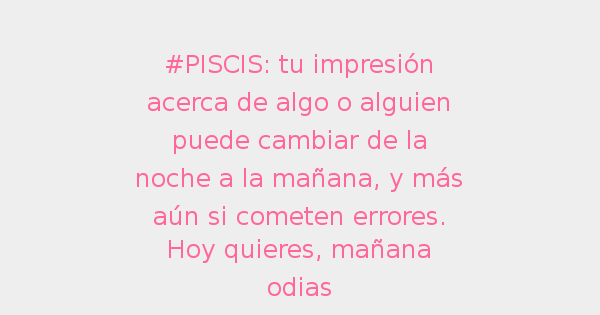 #PISCIS: tu impresión
acerca de algo o alguien
puede cambiar de la
noche a la mañana, y más
aún si cometen errores.
Hoy quieres, mañana
odias